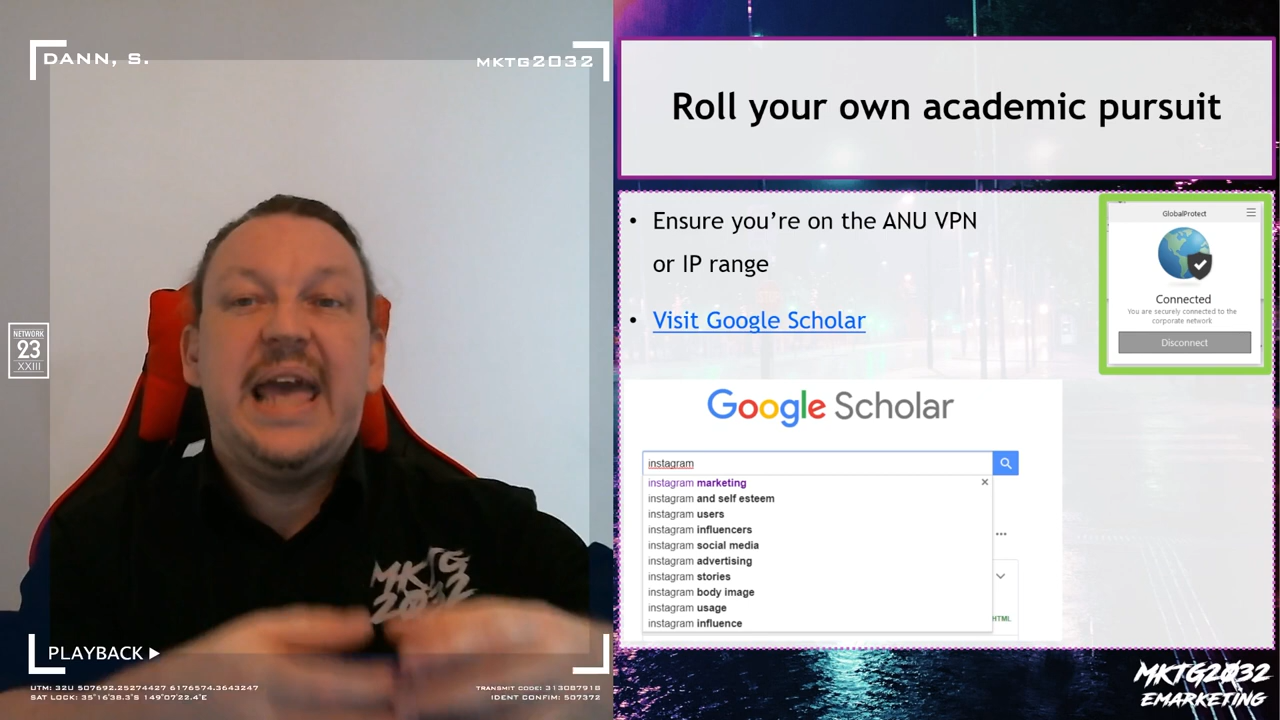 DANN, S.
MKTG2032
NETWORK
23
XXIII
MKTG
2032
PLAYBACK
UTM: 32U 507692.25274427 6176574.3643247
SAT LOCK: 35°16'38.3"S 149°07'22.4"E
TRANSMIT CODE: 313087918
IDENT CONFIM: 507372
Roll your own academic pursuit
• Ensure you’re on the ANU VPN
or IP range
• Visit Google Scholar
GlobalProtect
Connected
You are securely connected to the
corporate network
Disconnect
Google Scholar
instagram
instagram marketing
instagram and self esteem
instagram users
instagram influencers
instagram social media
instagram advertising
instagram stories
instagram body image
instagram usage
instagram influence
HTML
MKTG2032
EMARKETING